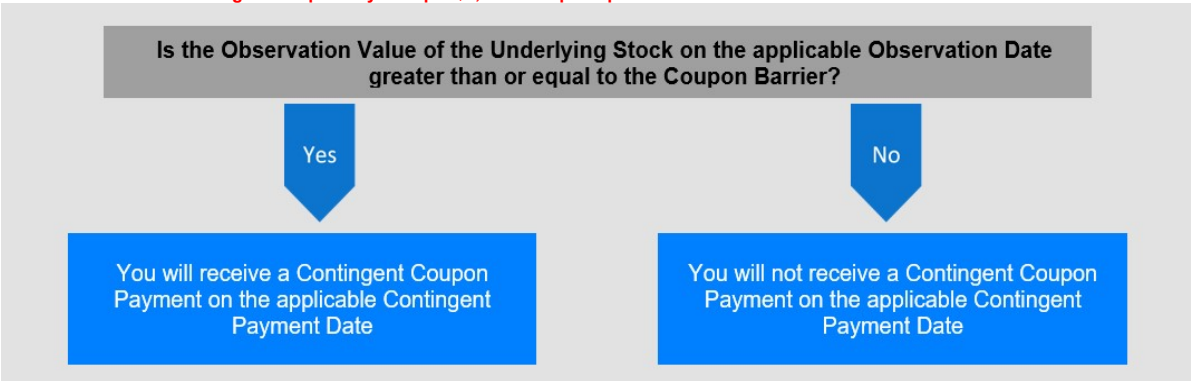 Is the Observation Value of the Underlying Stock on the applicable Observation Date
greater than or equal to the Coupon Barrier?
Yes
No
You will receive a Contingent Coupon
Payment on the applicable Contingent
Payment Date
You will not receive a Contingent Coupon
Payment on the applicable Contingent
Payment Date